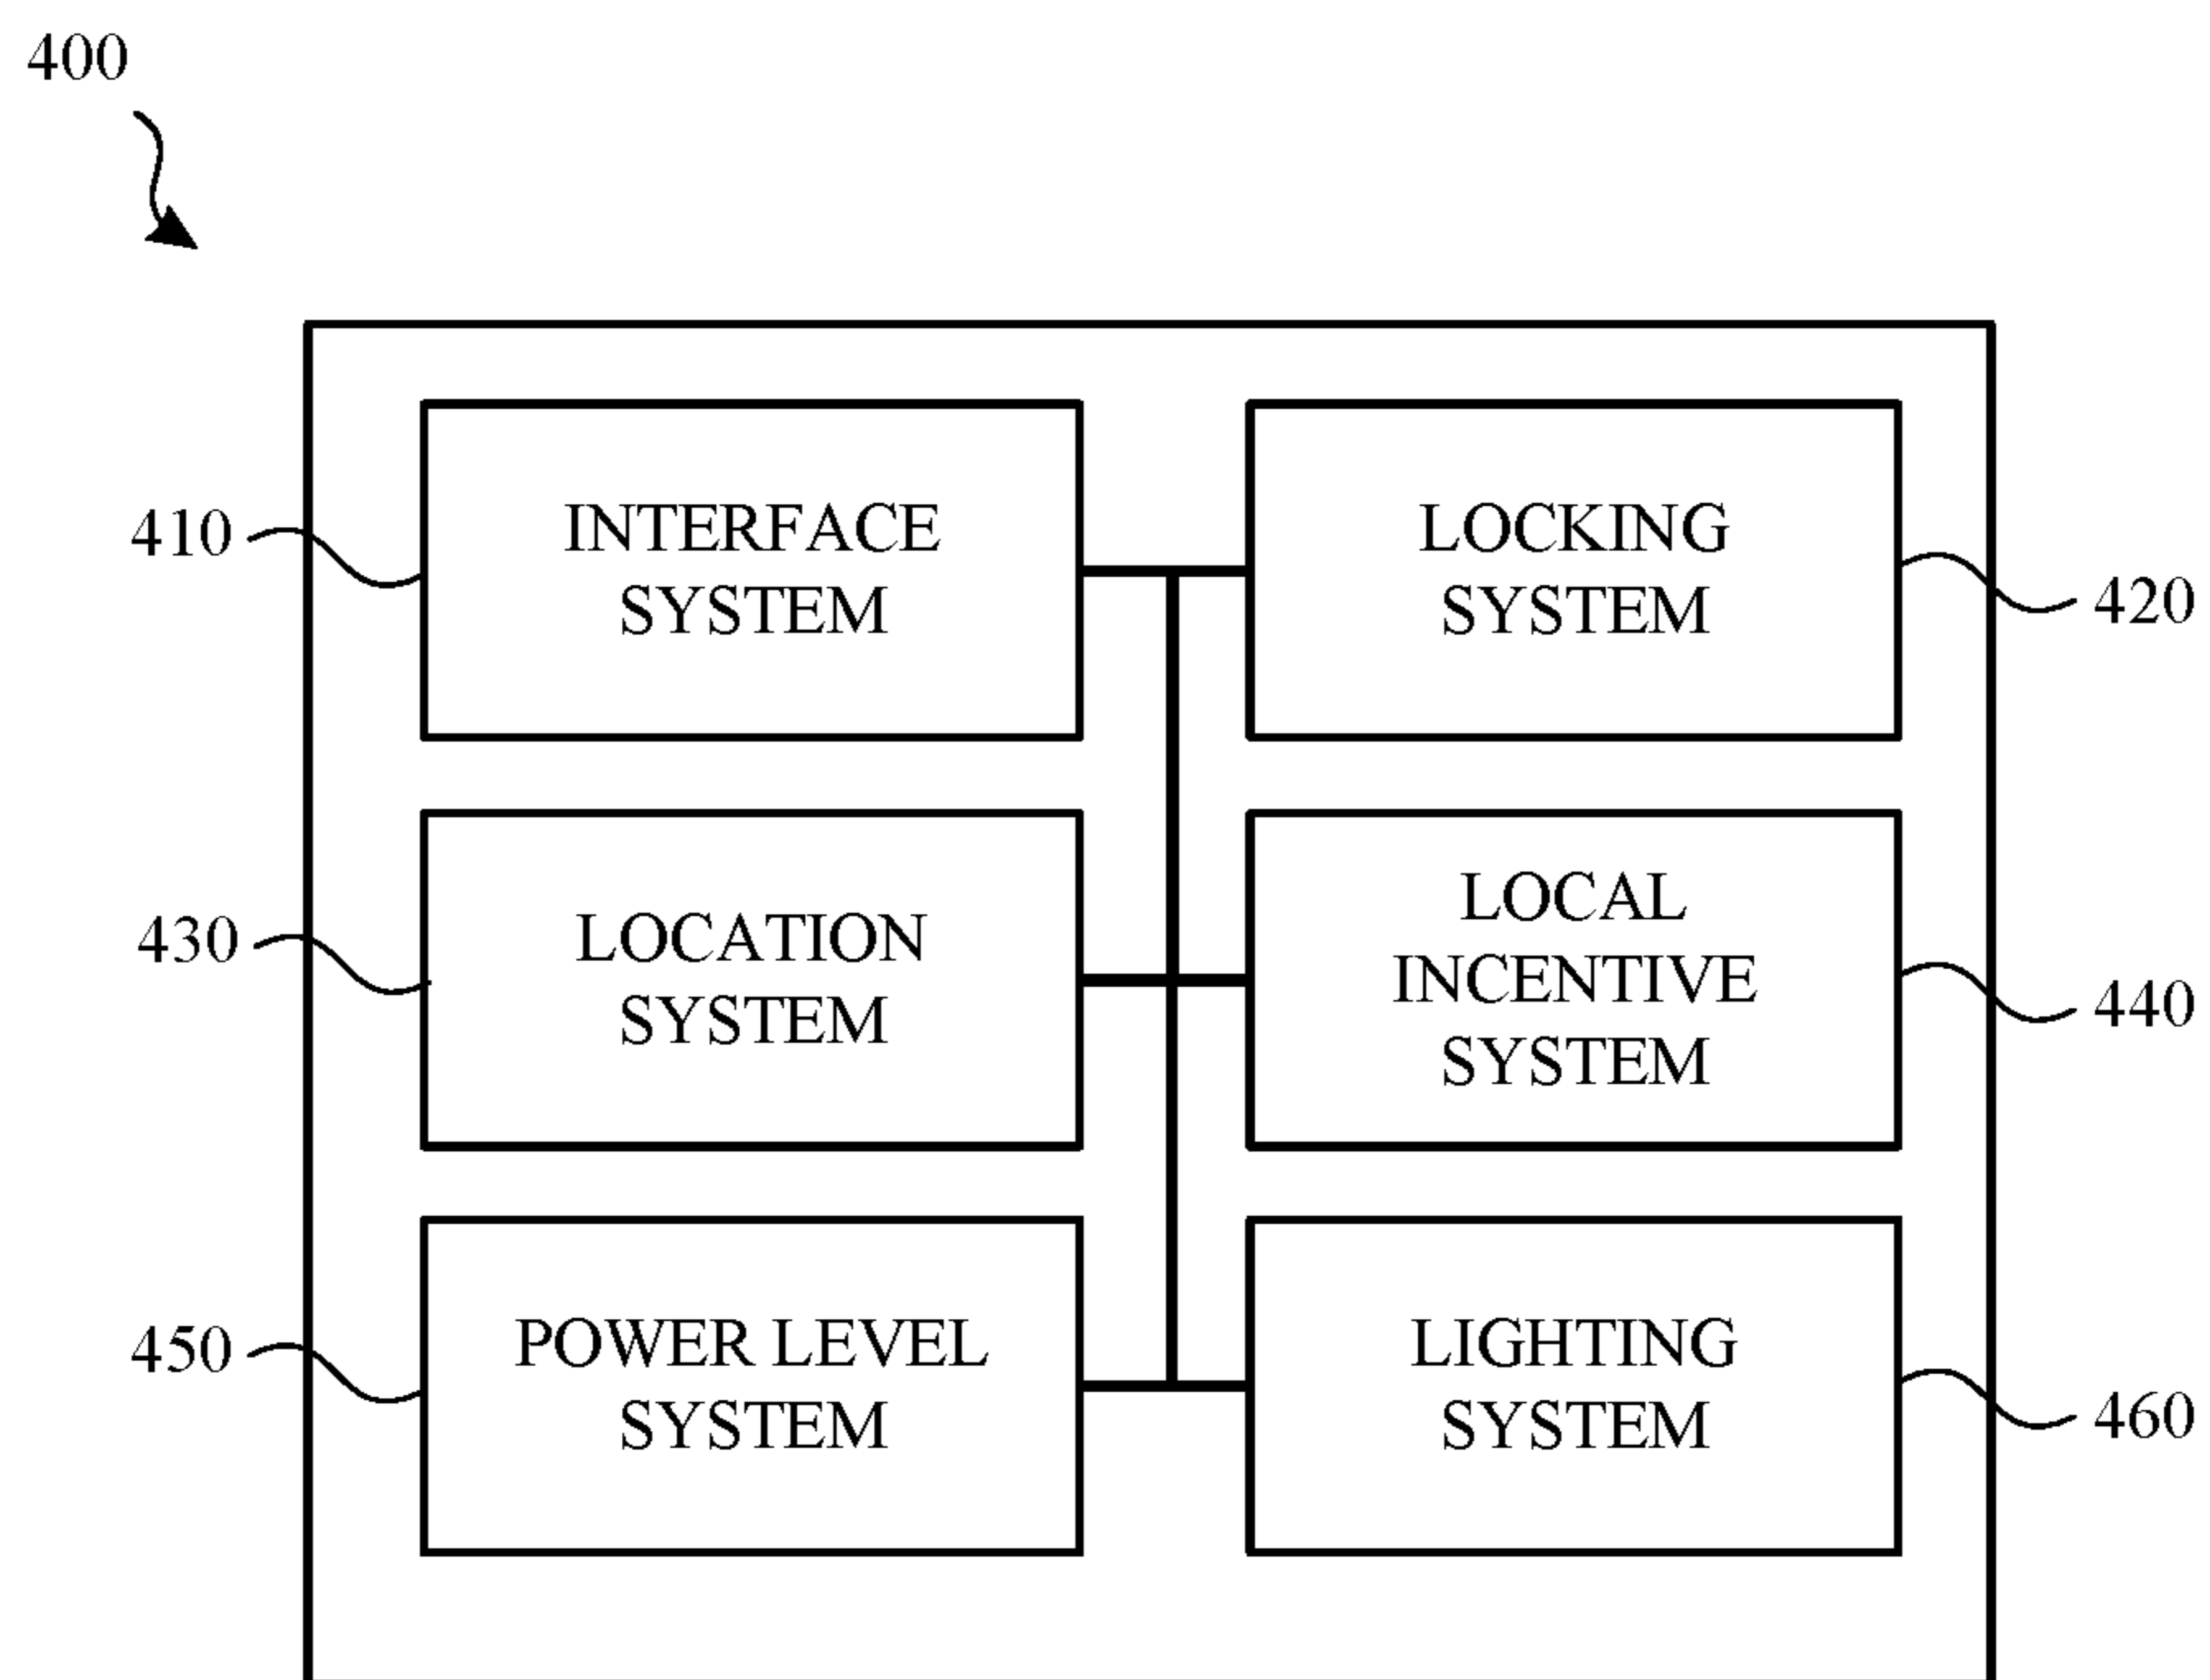 400
410
INTERFACE
SYSTEM
LOCKING
SYSTEM
420
430
LOCATION
SYSTEM
LOCAL
INCENTIVE
SYSTEM
440
450
POWER LEVEL
SYSTEM
LIGHTING
SYSTEM
460